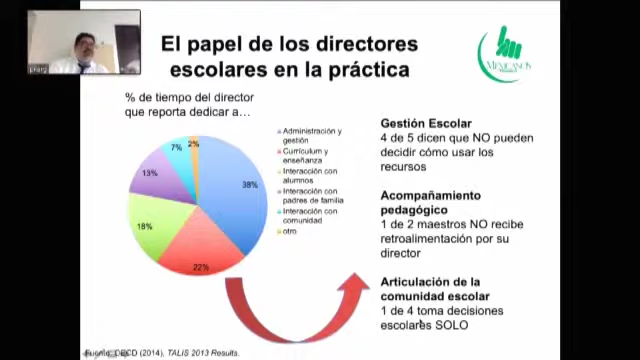 El papel de los directores
escolares en la práctica
MEXICANOS
% de tiempo del director
que reporta dedicar a…
Administración y
gestión
Currículum y
enseñanza
Interacción con
alumnos
Interacción con
padres de familia
Interacción con
comunidad
otro
38%
22%
18%
13%
7%
2%
Gestión Escolar
4 de 5 dicen que NO pueden
decidir cómo usar los
recursos
Acompañamiento
pedagógico
1 de 2 maestros NO recibe
retroalimentación por su
director
Articulación de la
comunidad escolar
1 de 4 toma decisiones
escolares SOLO
Fuente: OECD (2014), TALIS 2013 Results.